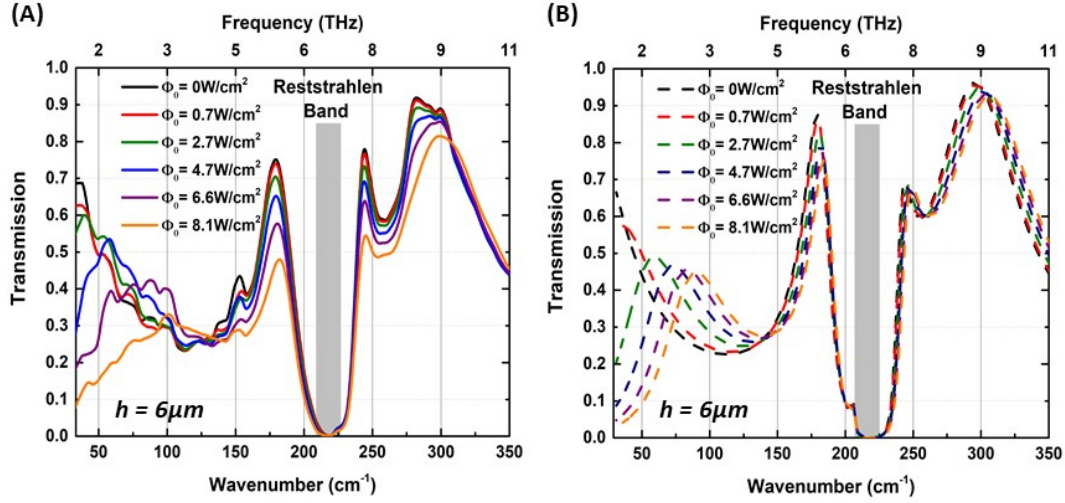 (A)
Frequency (THz)
2 3 5 6 8 9 11
Transmission
1.0
0.9
0.8
0.7
0.6
0.5
0.4
0.3
0.2
0.1
0.0
Φ₀ = 0W/cm²
Φ₀ = 0.7W/cm²
Φ₀ = 2.7W/cm²
Φ₀ = 4.7W/cm²
Φ₀ = 6.6W/cm²
Φ₀ = 8.1W/cm²
Reststrahlen
Band
h = 6μm
50 100 150 200 250 300 350
Wavenumber (cm⁻¹)
(B)
Frequency (THz)
2 3 5 6 8 9 11
Transmission
1.0
0.9
0.8
0.7
0.6
0.5
0.4
0.3
0.2
0.1
0.0
Φ₀ = 0W/cm²
Φ₀ = 0.7W/cm²
Φ₀ = 2.7W/cm²
Φ₀ = 4.7W/cm²
Φ₀ = 6.6W/cm²
Φ₀ = 8.1W/cm²
Reststrahlen
Band
h = 6μm
50 100 150 200 250 300 350
Wavenumber (cm⁻¹)